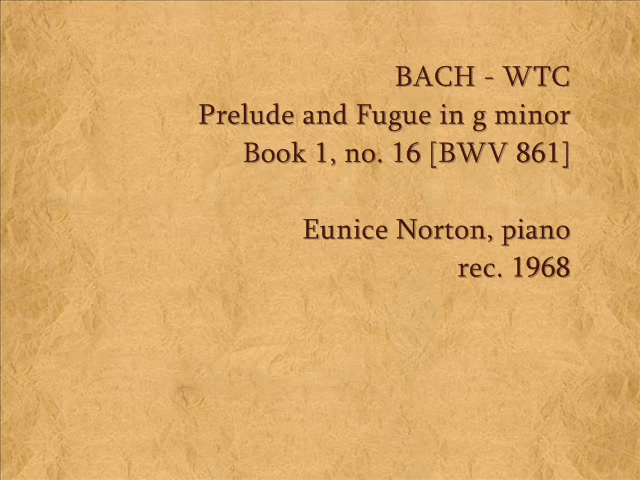 BACH - WTC
Prelude and Fugue in g minor
Book 1, no. 16 [BWV 861]
Eunice Norton, piano
rec. 1968